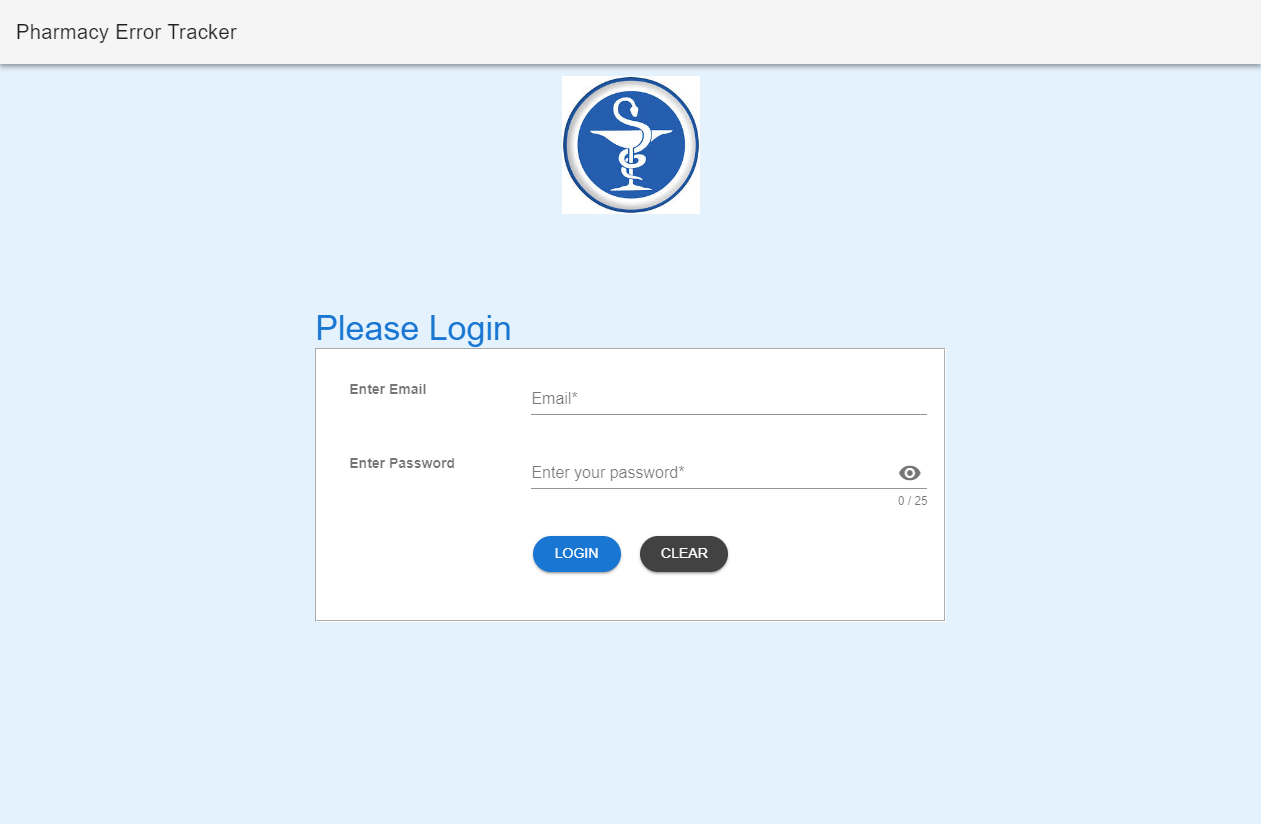 Pharmacy Error Tracker
Please Login
Enter Email
Email*
Enter Password
Enter your password*
0 / 25
LOGIN
CLEAR